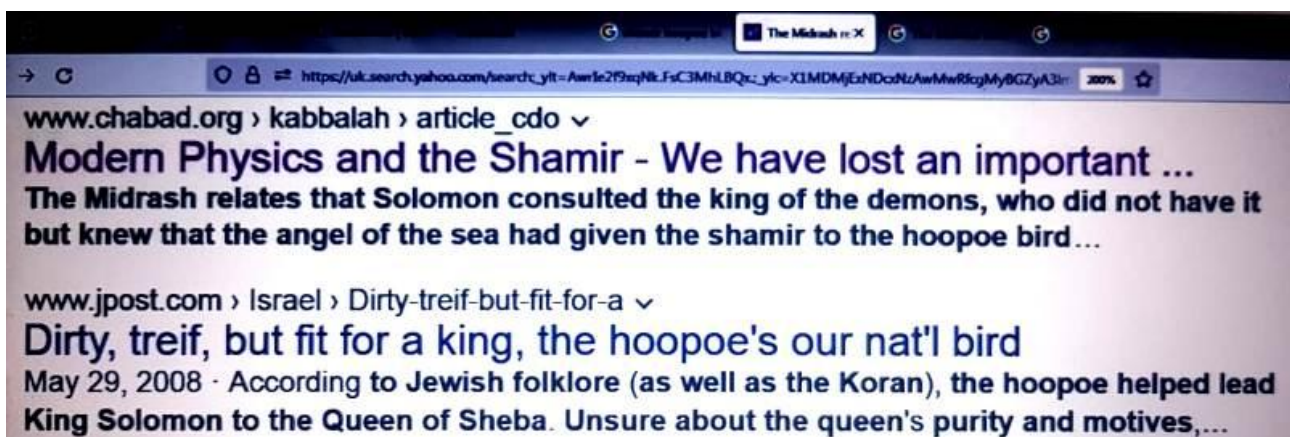 The Midrash re
https://uk.search.yahoo.com/search;_ylt=
200%
www.chabad.org › kabbalah › article_cdo
Modern Physics and the Shamir - We have lost an important ...
The Midrash relates that Solomon consulted the king of the demons, who did not have it
but knew that the angel of the sea had given the shamir to the hoopoe bird...
www.jpost.com › Israel › Dirty-treif-but-fit-for-a
Dirty, treif, but fit for a king, the hoopoe's our nat'l bird
May 29, 2008 · According to Jewish folklore (as well as the Koran), the hoopoe helped lead
King Solomon to the Queen of Sheba. Unsure about the queen's purity and motives,...